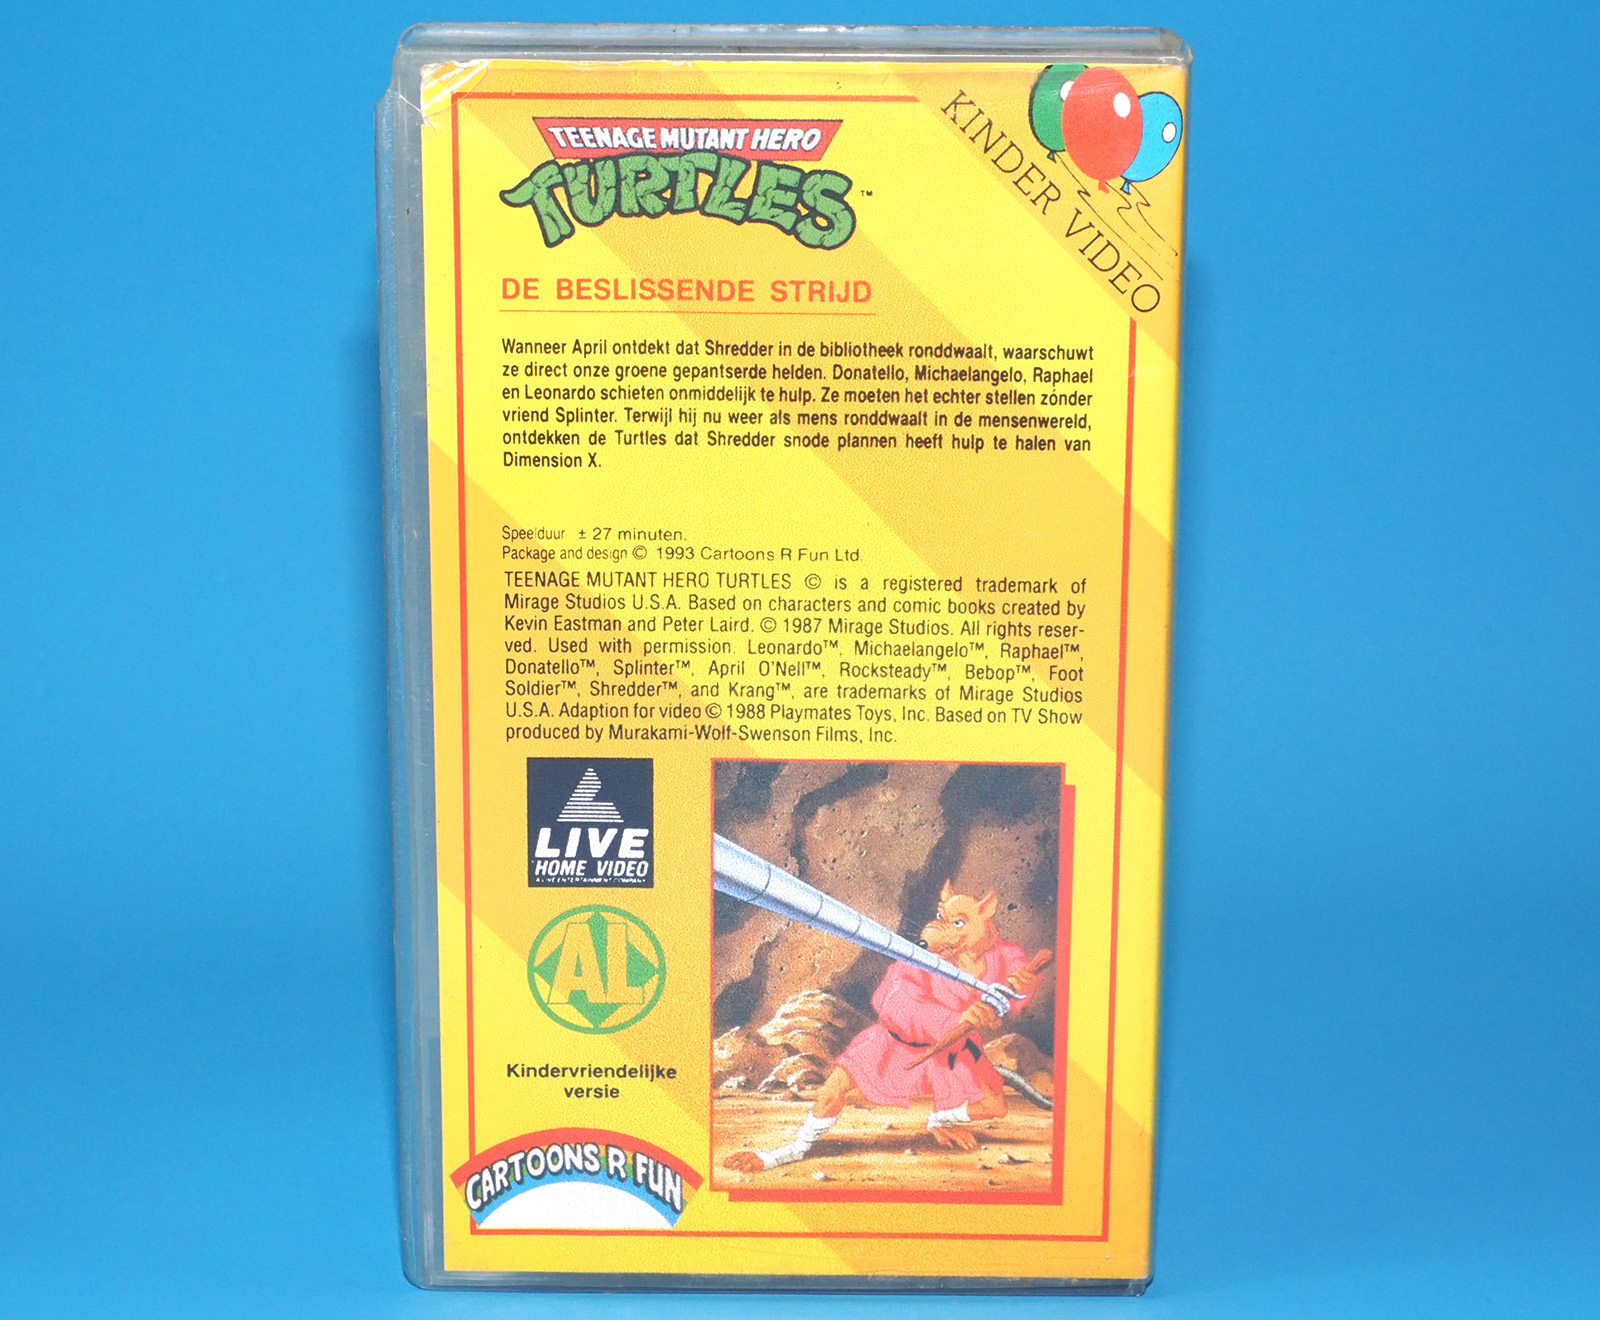 TEENAGE MUTANT HERO
TURTLES™
KINDER VIDEO
DE BESLISSENDE STRIJD
Wanneer April ontdekt dat Shredder in de bibliotheek ronddwaalt, waarschuwt
ze direct onze groene gepantserde helden. Donatello, Michaelangelo, Raphael
en Leonardo schieten onmiddelijk te hulp. Ze moeten het echter stellen zónder
vriend Splinter. Terwijl hij nu weer als mens ronddwaalt in de mensenwereld,
ontdekken de Turtles dat Shredder snode plannen heeft hulp te halen van
Dimension X.
Speelduur ± 27 minuten.
Package and design © 1993 Cartoons R Fun Ltd.
TEENAGE MUTANT HERO TURTLES © is a registered trademark of
Mirage Studios U.S.A. Based on characters and comic books created by
Kevin Eastman and Peter Laird. © 1987 Mirage Studios. All rights reser-
ved. Used with permission. Leonardo™, Michaelangelo™, Raphael™,
Donatello™, Splinter™, April O'Nell™, Rocksteady™, Bebop™, Foot
Soldier™, Shredder™, and Krang™, are trademarks of Mirage Studios
U.S.A. Adaption for video © 1988 Playmates Toys, Inc. Based on TV Show
produced by Murakami-Wolf-Swenson Films, Inc.
LIVE
HOME VIDEO
A LIVE ENTERTAINMENT COMPANY
AL
Kindervriendelijke
versie
CARTOONS R FUN